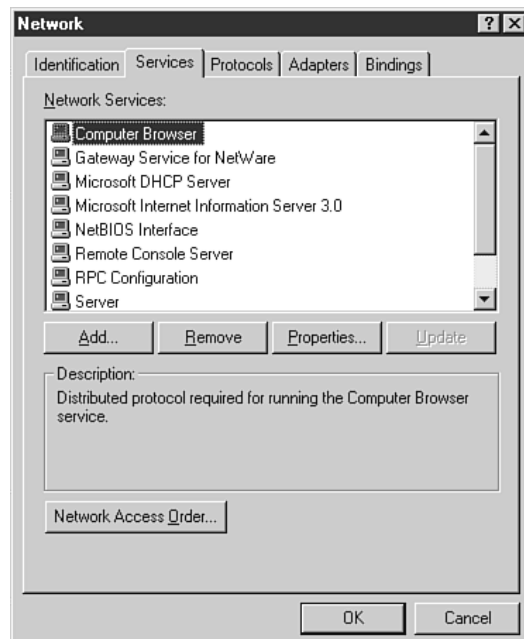 Network
Identification Services Protocols Adapters Bindings
Network Services:
Computer Browser
Gateway Service for NetWare
Microsoft DHCP Server
Microsoft Internet Information Server 3.0
NetBIOS Interface
Remote Console Server
RPC Configuration
Server
Add... Remove Properties... Update
Description:
Distributed protocol required for running the Computer Browser
service.
Network Access Order...
OK Cancel